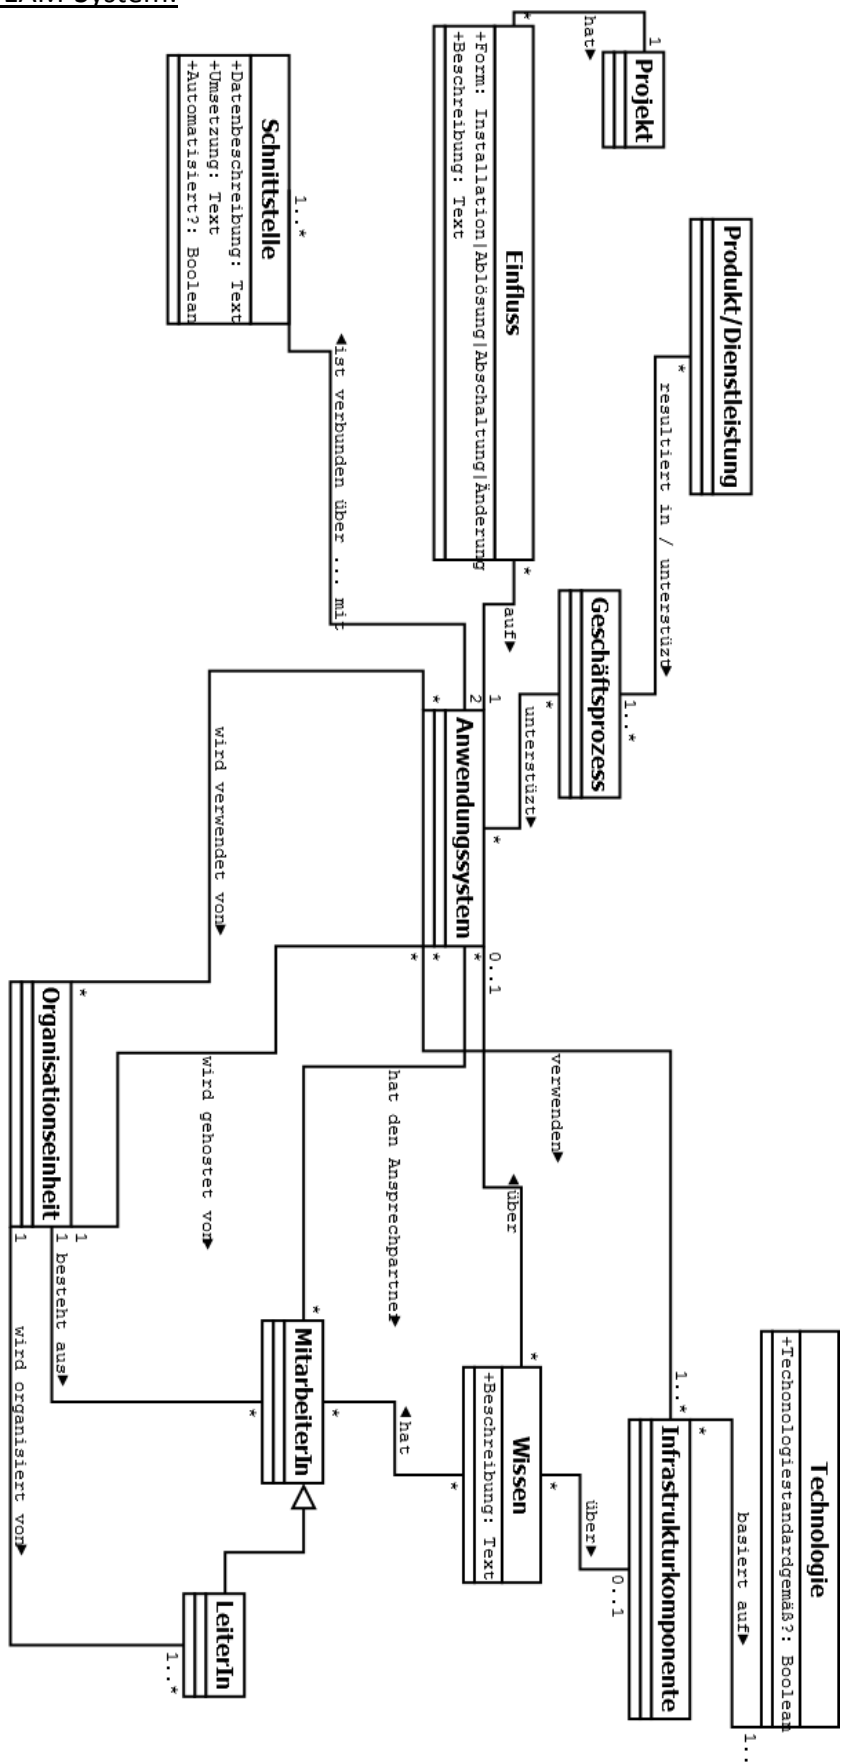 EAM-System:
Projekt
1
hat▶
*
Einfluss
+Form: Installation|Ablösung|Abschaltung|Änderung
+Beschreibung: Text
*
auf▶
1
Schnittstelle
+Datenbeschreibung: Text
+Umsetzung: Text
+Automatisiert?: Boolean
1..*
◀ist verbunden über ... mit
2
Produkt/Dienstleistung
*
resultiert in / unterstüzt▶
1..*
Geschäftsprozess
*
unterstüzt▶
*
Anwendungssystem
*
wird verwendet von▶
*
*
wird gehostet von▶
1
*
hat den Ansprechpartner▶
*
*
verwenden▶
1..*
0..1
◀über
*
Organisationseinheit
1
besteht aus▶
*
1
wird organisiert von▶
1..*
MitarbeiterIn
*
◀hat
*
LeiterIn
Wissen
+Beschreibung: Text
*
über▶
0..1
Infrastrukturkomponente
*
basiert auf▶
1..
Technologie
+Techonologiestandardgemäß?: Boolean